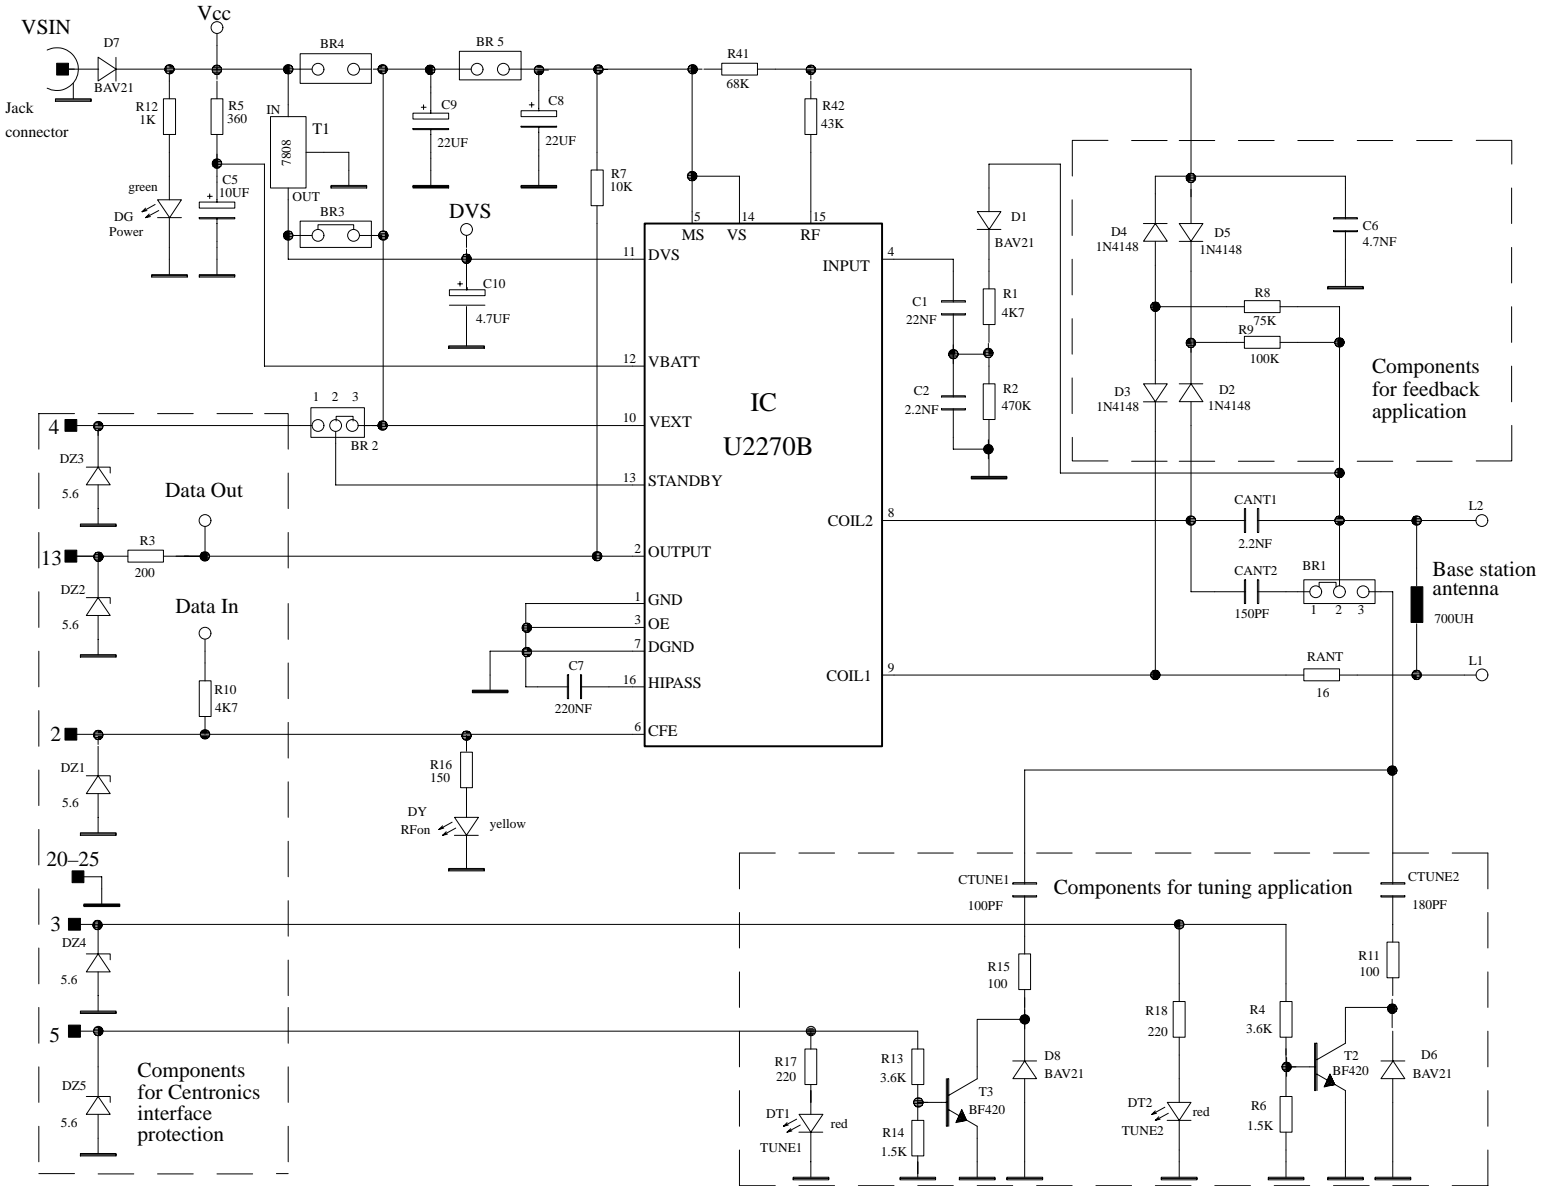 VSIN
Jack
connector
D7
BAV21
Vcc
R12
1K
R5
360
green
DG
Power
C5
10UF
IN
T1
7808
OUT
BR4
BR3
BR 5
C9
22UF
C8
22UF
DVS
C10
4.7UF
R7
10K
R41
68K
R42
43K
5
14
15
MS
VS
RF
11
DVS
12
VBATT
10
VEXT
13
STANDBY
2
OUTPUT
1
GND
3
OE
7
DGND
16
HIPASS
6
CFE
4
INPUT
8
COIL2
9
COIL1
IC
U2270B
D1
BAV21
C1
22NF
R1
4K7
C2
2.2NF
R2
470K
D4
1N4148
D5
1N4148
C6
4.7NF
R8
75K
R9
100K
D3
1N4148
D2
1N4148
Components
for feedback
application
1 2 3
BR 2
4
DZ3
5.6
Data Out
13
R3
200
DZ2
5.6
Data In
R10
4K7
2
DZ1
5.6
C7
220NF
R16
150
DY
RFon
yellow
20–25
3
DZ4
5.6
5
DZ5
5.6
Components
for Centronics
interface
protection
CANT1
2.2NF
CANT2
150PF
BR1
1 2 3
L2
Base station
antenna
700UH
RANT
16
L1
CTUNE1
100PF
Components for tuning application
CTUNE2
180PF
R15
100
R11
100
R18
220
R4
3.6K
R17
220
R13
3.6K
D8
BAV21
T2
BF420
D6
BAV21
T3
BF420
DT1
TUNE1
red
R14
1.5K
DT2
TUNE2
red
R6
1.5K